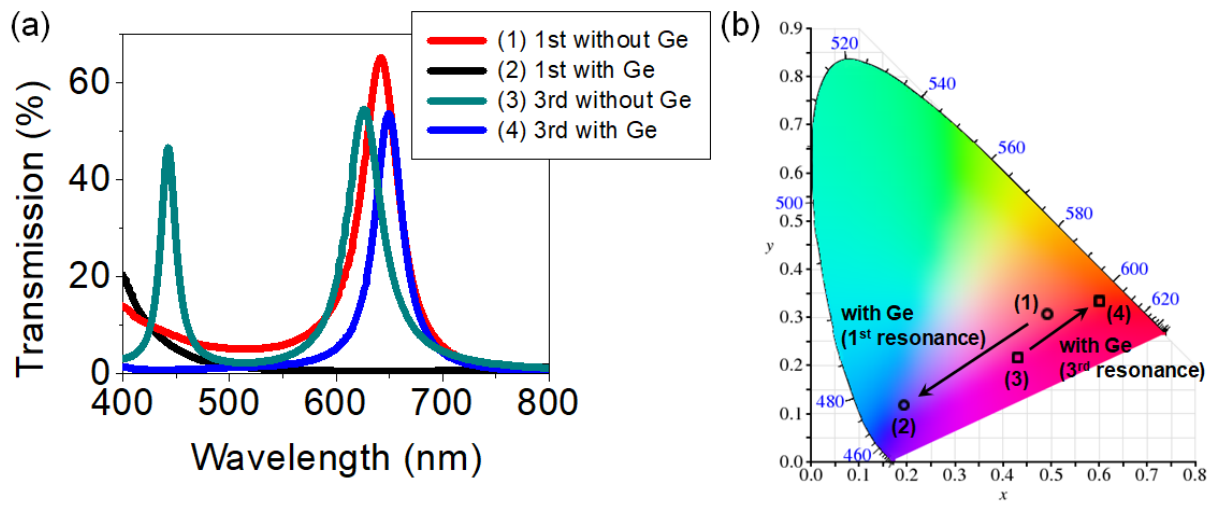 (a)
Transmission (%)
60
40
20
0
400
500
600
700
800
Wavelength (nm)
(1) 1st without Ge
(2) 1st with Ge
(3) 3rd without Ge
(4) 3rd with Ge
(b)
0.9
0.8
0.7
0.6
0.5
0.4
0.3
0.2
0.1
0.0
y
0.0
0.1
0.2
0.3
0.4
0.5
0.6
0.7
0.8
x
520
540
560
580
600
620
500
480
460
with Ge
(1st resonance)
(1)
(4)
with Ge
(3rd resonance)
(3)
(2)